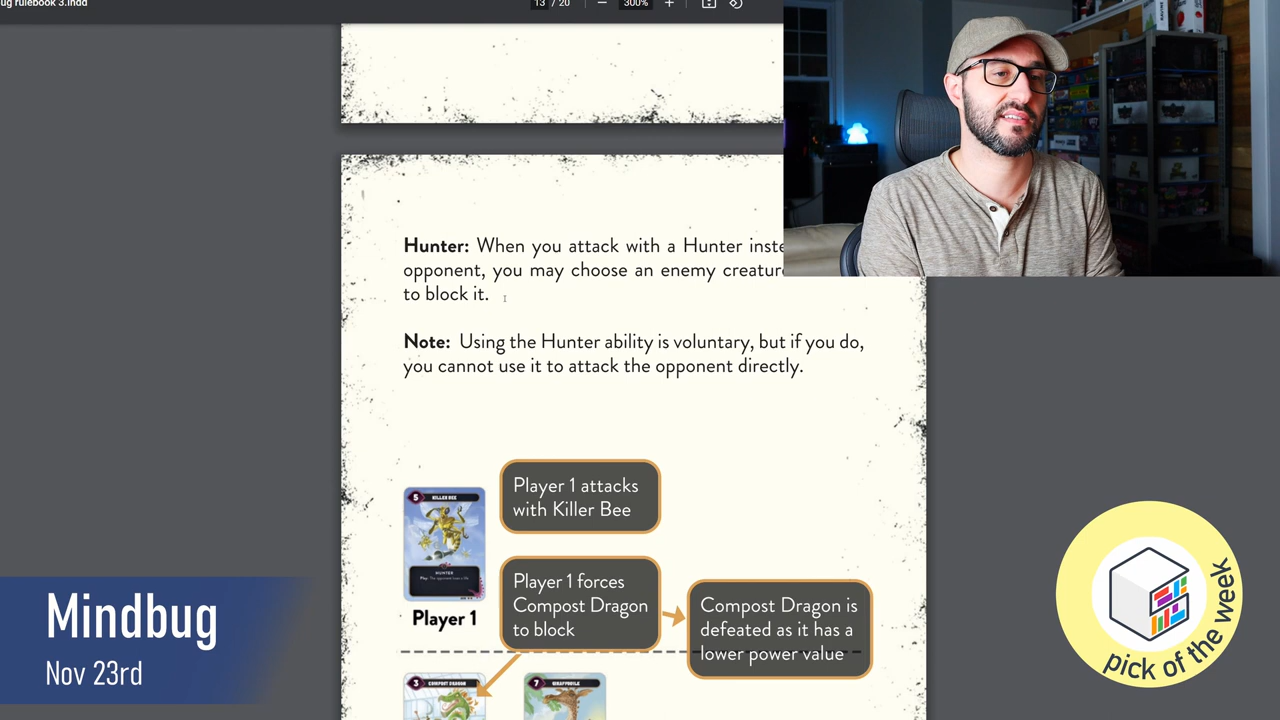 ug rulebook 3.indd
13 / 20
300%
Hunter: When you attack with a Hunter inste
opponent, you may choose an enemy creatur
to block it.
Note: Using the Hunter ability is voluntary, but if you do,
you cannot use it to attack the opponent directly.
Player 1 attacks
with Killer Bee
5 KILLER BEE
HUNTER
Player 1
Player 1 forces
Compost Dragon
to block
Compost Dragon is
defeated as it has a
lower power value
3 COMPOST DRAGON
7 GIRAFFODILE
Mindbug
Nov 23rd
pick of the week